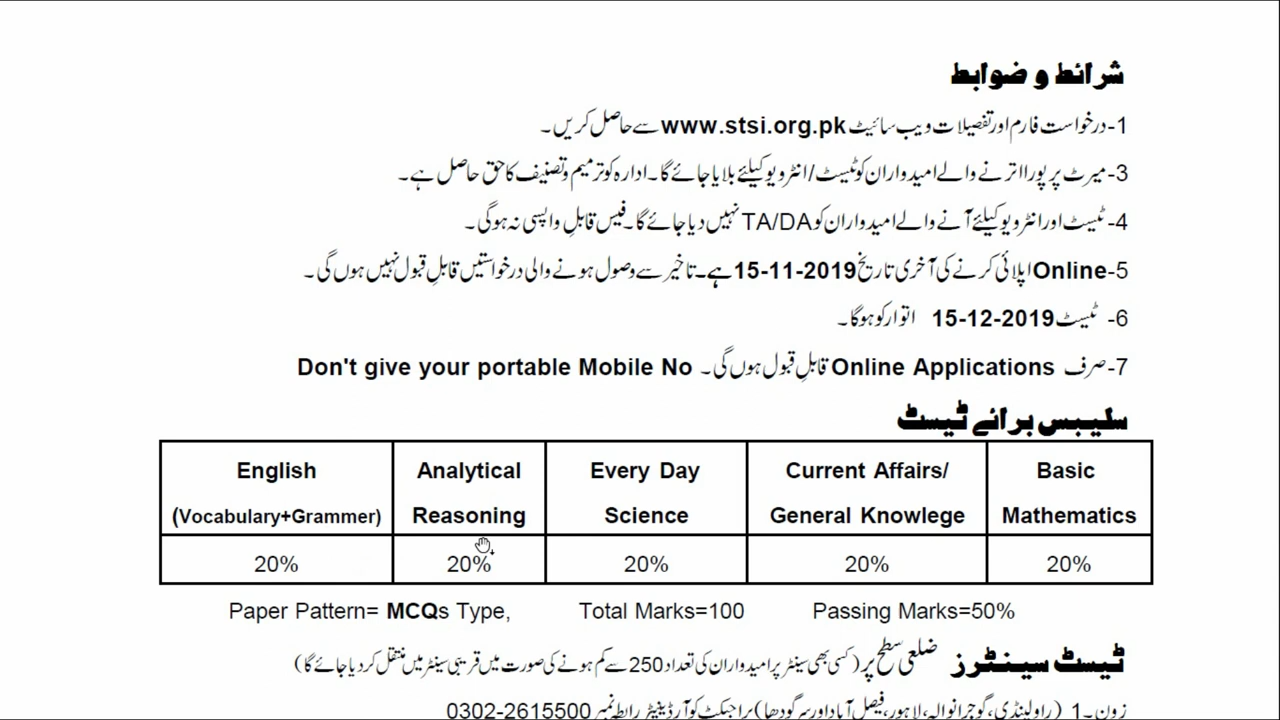 شرائط و ضوابط
1-درخواست فارم اور تفصیلات ویب سائیٹ www.stsi.org.pk سے حاصل کریں۔
3-میرٹ پر پورا اترنے والے امیدواران کو ٹیسٹ/انٹرویو کیلئے بلایا جائے گا۔ادارہ کو ترمیم و تصنیف کا حق حاصل ہے۔
4-ٹیسٹ اور انٹرویو کیلئے آنے والے امیدواران کو TA/DA نہیں دیا جائے گا۔فیس قابلِ واپسی نہ ہوگی۔
5-Online اپلائی کرنے کی آخری تاریخ 15-11-2019 ہے۔تاخیر سے وصول ہونے والی درخواستیں قابلِ قبول نہیں ہوں گی۔
6- ٹیسٹ 15-12-2019 اتوار کو ہوگا۔
7-صرف Online Applications قابلِ قبول ہوں گی۔ Don't give your portable Mobile No
سلیبس برائے ٹیسٹ
English Analytical Every Day Current Affairs/ Basic
(Vocabulary+Grammer) Reasoning Science General Knowlege Mathematics
20% 20% 20% 20% 20%
Paper Pattern= MCQs Type, Total Marks=100 Passing Marks=50%
ٹیسٹ سینٹرز ضلعی سطح پر (کسی بھی سینٹر پر امیدواران کی تعداد 250 سے کم ہونے کی صورت میں قریبی سینٹر میں منتقل کر دیا جائے گا)
زون۔1 (راولپنڈی، گوجرانوالہ، لاہور، فیصل آباد اور سرگودھا) پراجیکٹ کوآرڈینیٹر رابطہ نمبر 0302-2615500